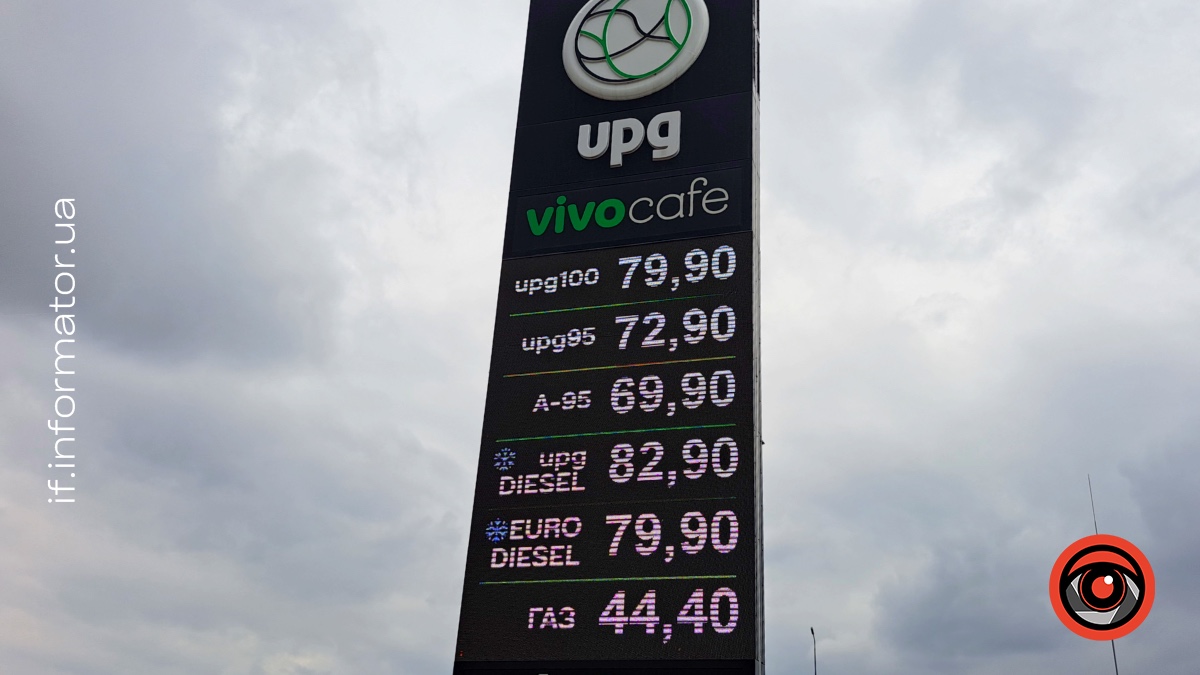 upg
vivocafe
upg100 79,90
upg95 72,90
A-95 69,90
upg DIESEL 82,90
EURO DIESEL 79,90
ГАЗ 44,40
if.informator.ua